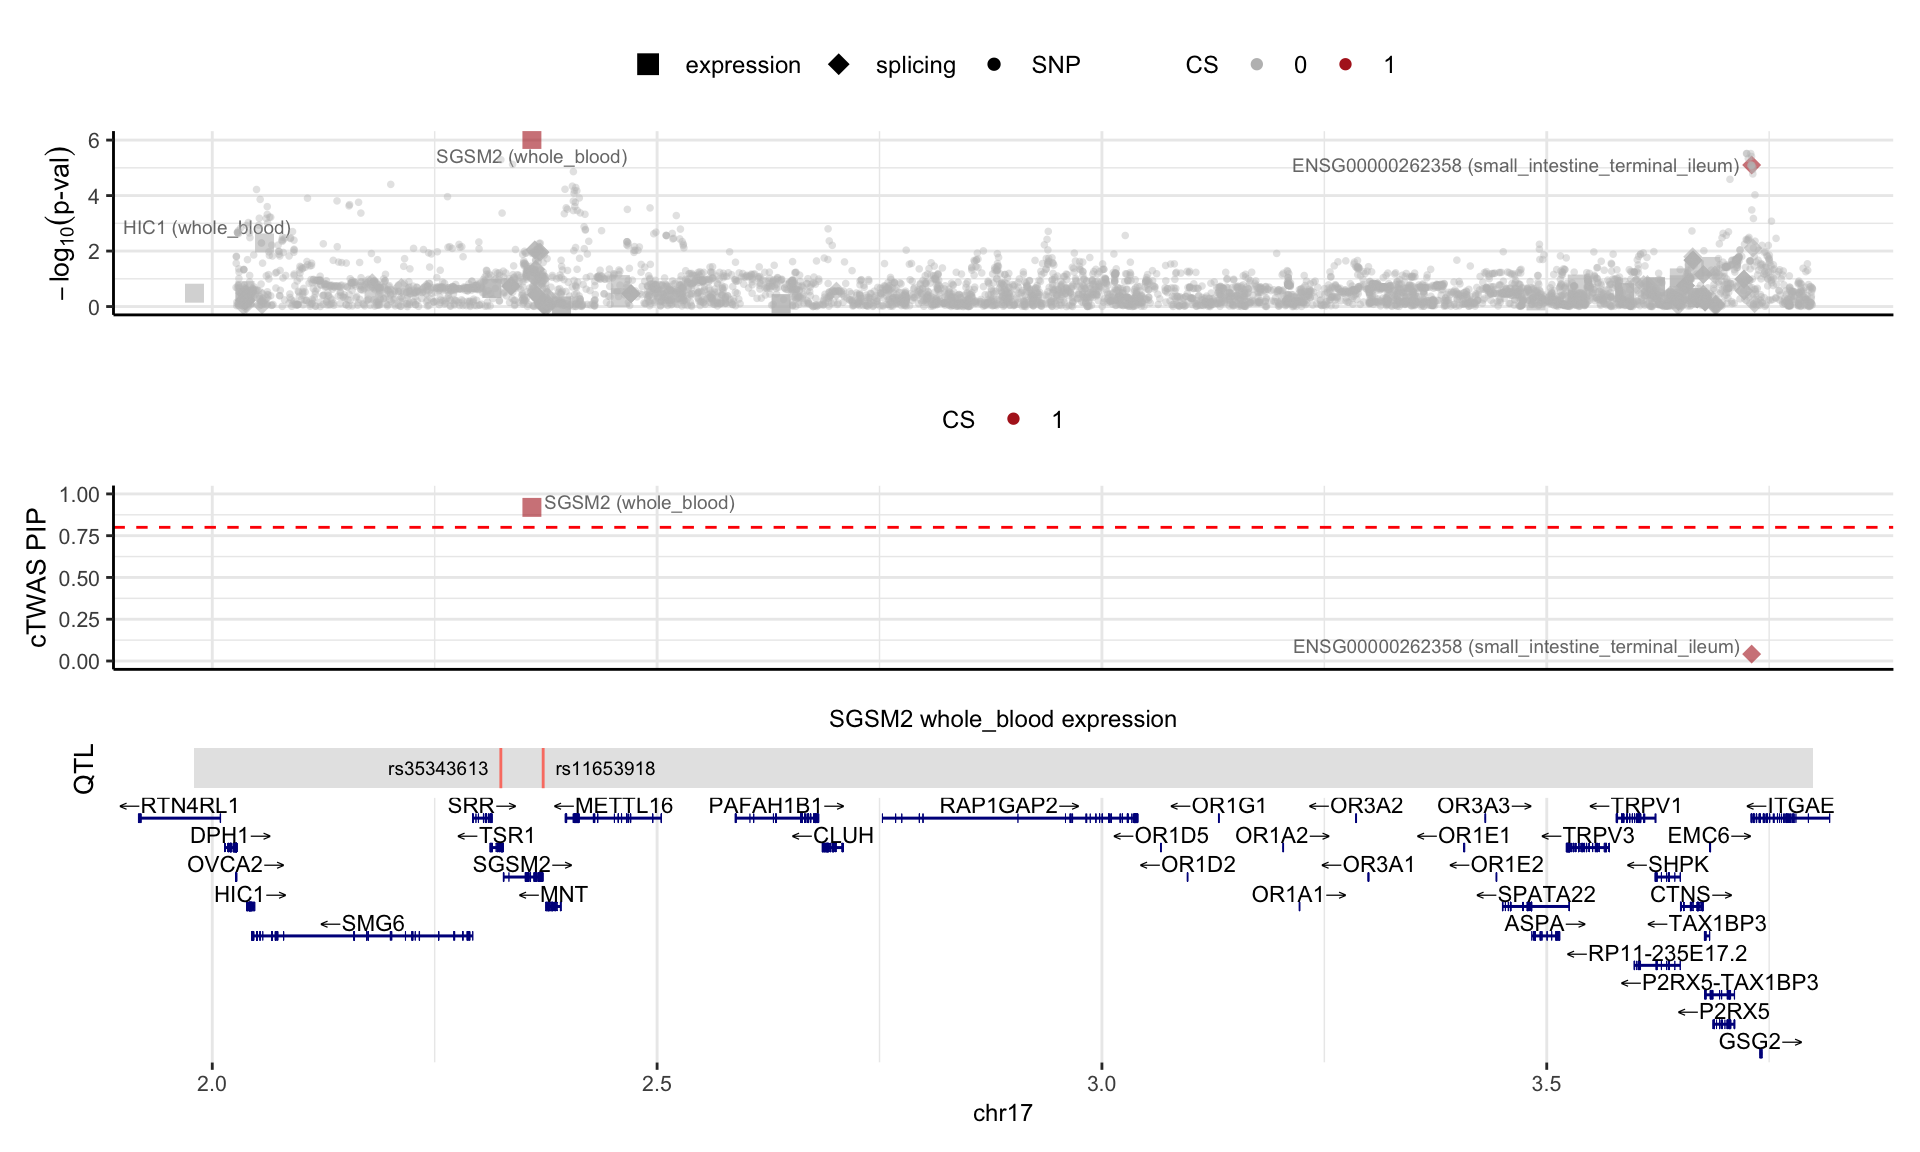 expression splicing SNP CS 0 1
6
SGSM2 (whole_blood)
ENSG00000262358 (small_intestine_terminal_ileum)
4
HIC1 (whole_blood)
2
0
−log10(p-val)
CS 1
1.00
SGSM2 (whole_blood)
0.75
0.50
0.25
ENSG00000262358 (small_intestine_terminal_ileum)
0.00
cTWAS PIP
SGSM2 whole_blood expression
QTL
rs35343613 rs11653918
←RTN4RL1 SRR→ ←METTL16 PAFAH1B1→ RAP1GAP2→ ←OR1G1 ←OR3A2 OR3A3→ ←TRPV1 ←ITGAE
DPH1→ ←TSR1 ←CLUH ←OR1D5 OR1A2→ ←OR1E1 ←TRPV3 EMC6→
OVCA2→ SGSM2→ ←OR1D2 ←OR3A1 ←OR1E2 ←SHPK
HIC1→ ←MNT OR1A1→ ←SPATA22 CTNS→
←SMG6 ASPA→ ←TAX1BP3
←RP11-235E17.2
←P2RX5-TAX1BP3
←P2RX5
GSG2→
2.0 2.5 3.0 3.5
chr17